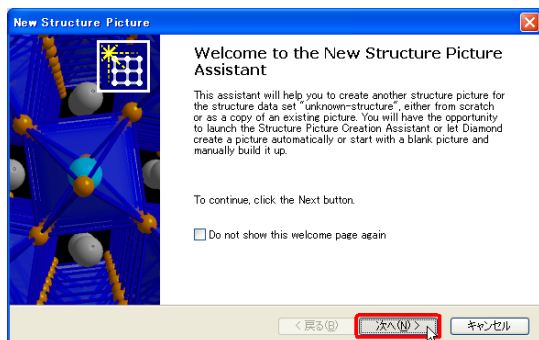 New Structure Picture
Welcome to the New Structure Picture
Assistant
This assistant will help you to create another structure picture for
the structure data set "unknown-structure", either from scratch
or as a copy of an existing picture. You will have the opportunity
to launch the Structure Picture Creation Assistant or let Diamond
create a picture automatically or start with a blank picture and
manually build it up.
To continue, click the Next button.
Do not show this welcome page again
< 戻る(B) 次へ(N) > キャンセル